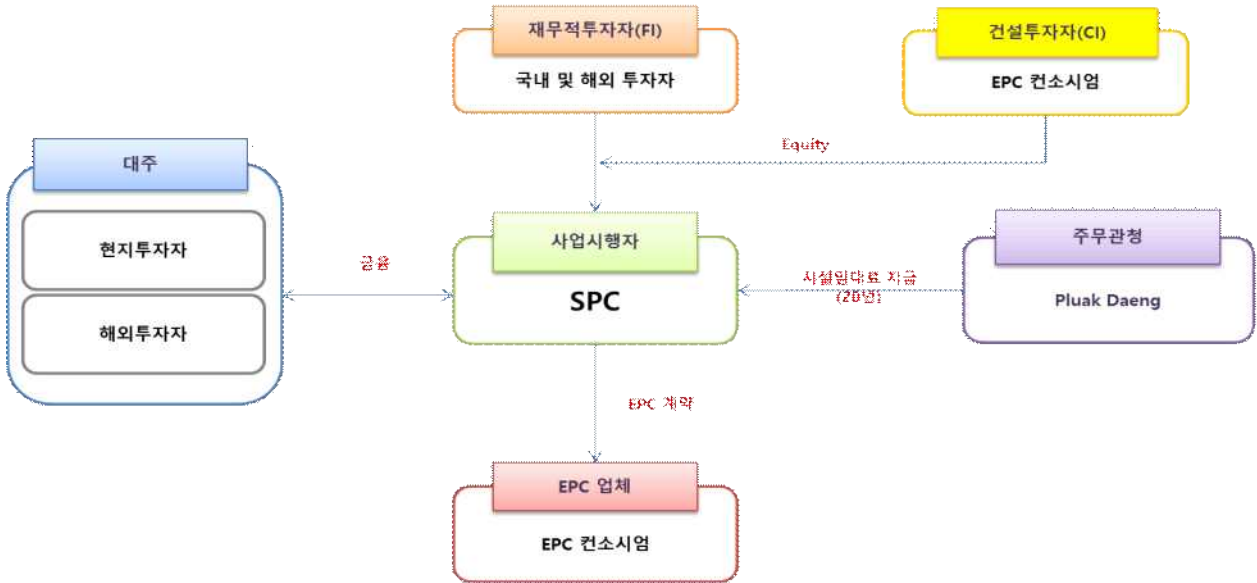 재무적투자자(FI)
국내 및 해외 투자자
건설투자자(CI)
EPC 컨소시엄
Equity
대주
현지투자자
해외투자자
금융
사업시행자
SPC
시설임대료 지급
(20년)
주무관청
Pluak Daeng
EPC 계약
EPC 업체
EPC 컨소시엄